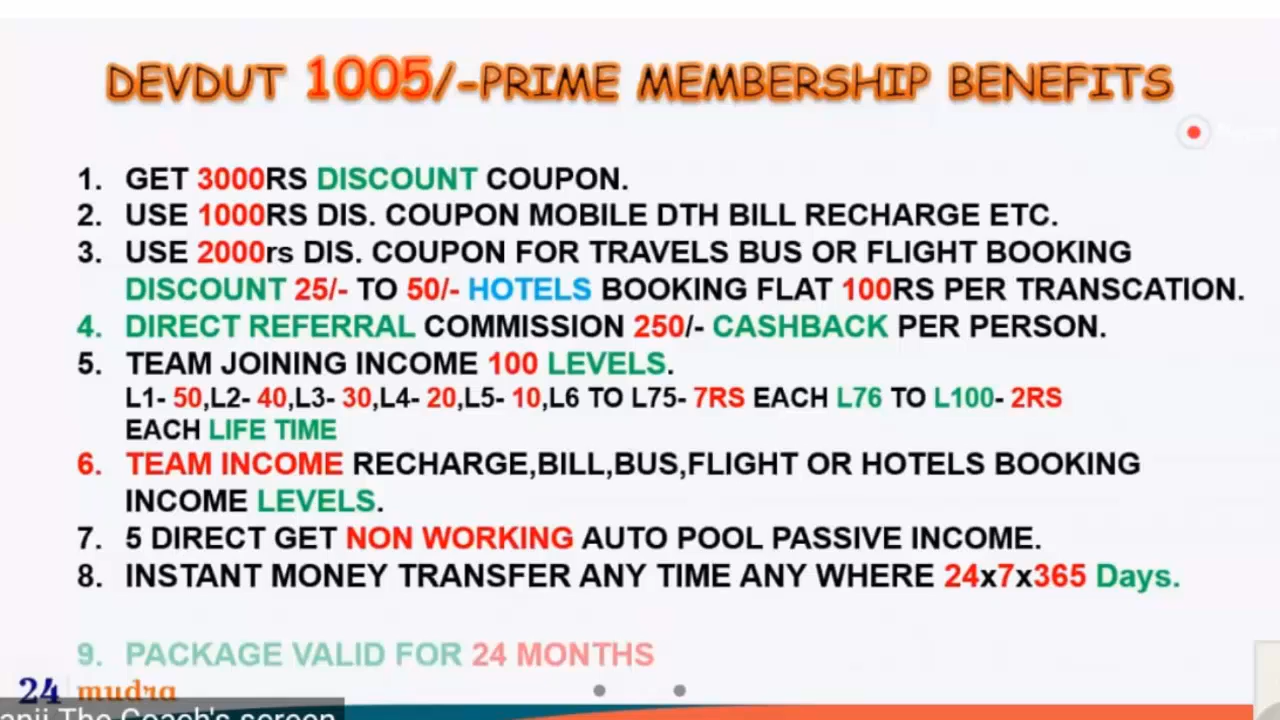 DEVDUT 1005/-PRIME MEMBERSHIP BENEFITS
1. GET 3000RS DISCOUNT COUPON.
2. USE 1000RS DIS. COUPON MOBILE DTH BILL RECHARGE ETC.
3. USE 2000rs DIS. COUPON FOR TRAVELS BUS OR FLIGHT BOOKING
DISCOUNT 25/- TO 50/- HOTELS BOOKING FLAT 100RS PER TRANSCATION.
4. DIRECT REFERRAL COMMISSION 250/- CASHBACK PER PERSON.
5. TEAM JOINING INCOME 100 LEVELS.
L1- 50,L2- 40,L3- 30,L4- 20,L5- 10,L6 TO L75- 7RS EACH L76 TO L100- 2RS
EACH LIFE TIME
6. TEAM INCOME RECHARGE,BILL,BUS,FLIGHT OR HOTELS BOOKING
INCOME LEVELS.
7. 5 DIRECT GET NON WORKING AUTO POOL PASSIVE INCOME.
8. INSTANT MONEY TRANSFER ANY TIME ANY WHERE 24x7x365 Days.
9. PACKAGE VALID FOR 24 MONTHS
24 mudra
The Coach's screen